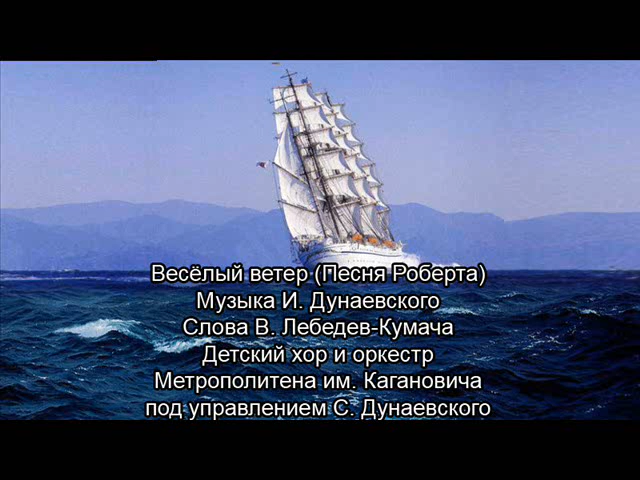 Весёлый ветер (Песня Роберта)
Музыка И. Дунаевского
Слова В. Лебедев-Кумача
Детский хор и оркестр
Метрополитена им. Кагановича
под управлением С. Дунаевского